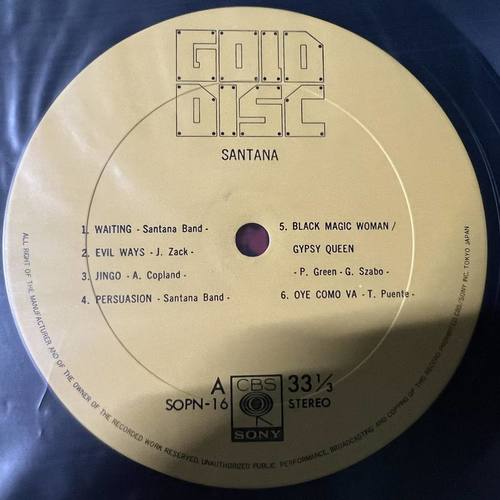 GOLD
DISC
SANTANA
1. WAITING - Santana Band -
2. EVIL WAYS - J. Zack -
3. JINGO - A. Copland -
4. PERSUASION - Santana Band -
5. BLACK MAGIC WOMAN /
GYPSY QUEEN
- P. Green - G. Szabo -
6. OYE COMO VA - T. Puente -
A
SOPN-16
CBS
SONY
33 1/3
STEREO
ALL RIGHT OF THE MANUFACTURER AND OF THE OWNER OF THE RECORDED WORK RESERVED, UNAUTHORIZED PUBLIC PERFORMANCE, BROADCASTING AND COPYING OF THIS RECORD PROHIBITED CBS/SONY INC. TOKYO JAPAN